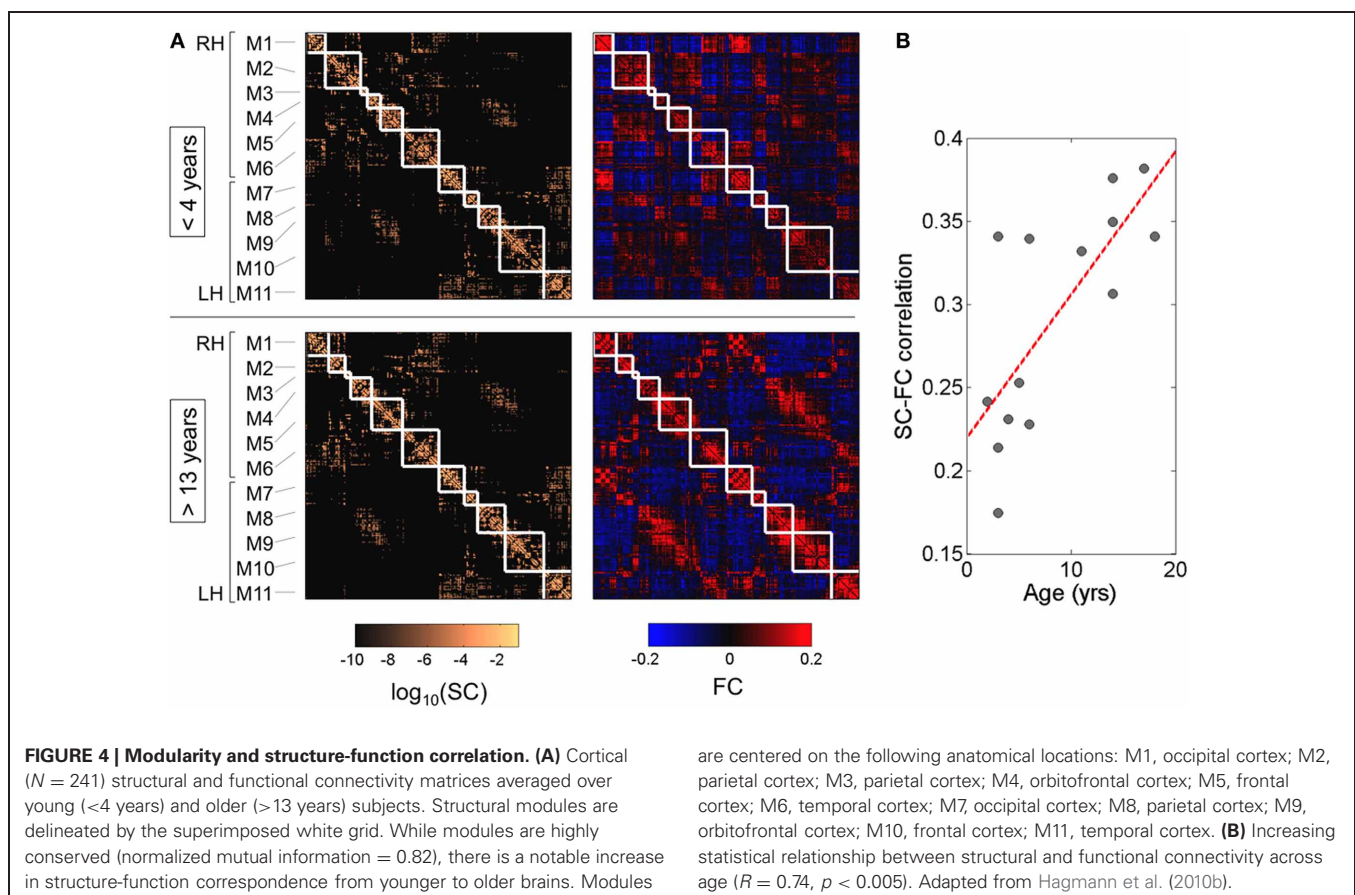 A
RH
M1
M2
M3
M4
M5
M6
M7
M8
M9
M10
LH
M11
< 4 years
RH
M1
M2
M3
M4
M5
M6
M7
M8
M9
M10
LH
M11
> 13 years
-10 -8 -6 -4 -2
log₁₀(SC)
-0.2 0 0.2
FC
B
0.4
0.35
0.3
0.25
0.2
0.15
SC-FC correlation
0 10 20
Age (yrs)
FIGURE 4 | Modularity and structure-function correlation. (A) Cortical
(N = 241) structural and functional connectivity matrices averaged over
young (<4 years) and older (>13 years) subjects. Structural modules are
delineated by the superimposed white grid. While modules are highly
conserved (normalized mutual information = 0.82), there is a notable increase
in structure-function correspondence from younger to older brains. Modules
are centered on the following anatomical locations: M1, occipital cortex; M2,
parietal cortex; M3, parietal cortex; M4, orbitofrontal cortex; M5, frontal
cortex; M6, temporal cortex; M7, occipital cortex; M8, parietal cortex; M9,
orbitofrontal cortex; M10, frontal cortex; M11, temporal cortex. (B) Increasing
statistical relationship between structural and functional connectivity across
age (R = 0.74, p < 0.005). Adapted from Hagmann et al. (2010b).